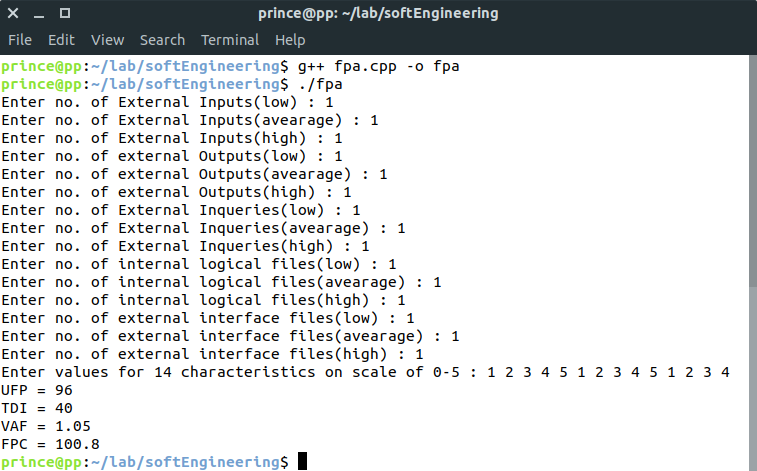 prince@pp: ~/lab/softEngineering
File Edit View Search Terminal Help
prince@pp:~/lab/softEngineering$ g++ fpa.cpp -o fpa
prince@pp:~/lab/softEngineering$ ./fpa
Enter no. of External Inputs(low) : 1
Enter no. of External Inputs(avearage) : 1
Enter no. of External Inputs(high) : 1
Enter no. of external Outputs(low) : 1
Enter no. of external Outputs(avearage) : 1
Enter no. of external Outputs(high) : 1
Enter no. of External Inqueries(low) : 1
Enter no. of External Inqueries(avearage) : 1
Enter no. of External Inqueries(high) : 1
Enter no. of internal logical files(low) : 1
Enter no. of internal logical files(avearage) : 1
Enter no. of internal logical files(high) : 1
Enter no. of external interface files(low) : 1
Enter no. of external interface files(avearage) : 1
Enter no. of external interface files(high) : 1
Enter values for 14 characteristics on scale of 0-5 : 1 2 3 4 5 1 2 3 4 5 1 2 3 4
UFP = 96
TDI = 40
VAF = 1.05
FPC = 100.8
prince@pp:~/lab/softEngineering$